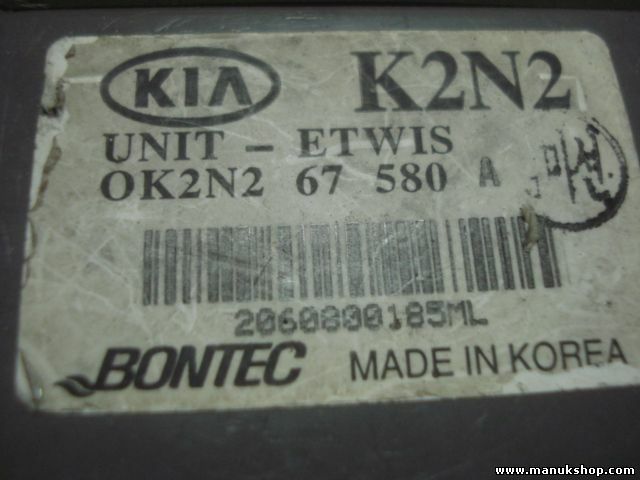 KIA K2N2
UNIT - ETWIS
OK2N2 67 580 A
2060800185ML
BONTEC MADE IN KOREA
www.manukshop.com